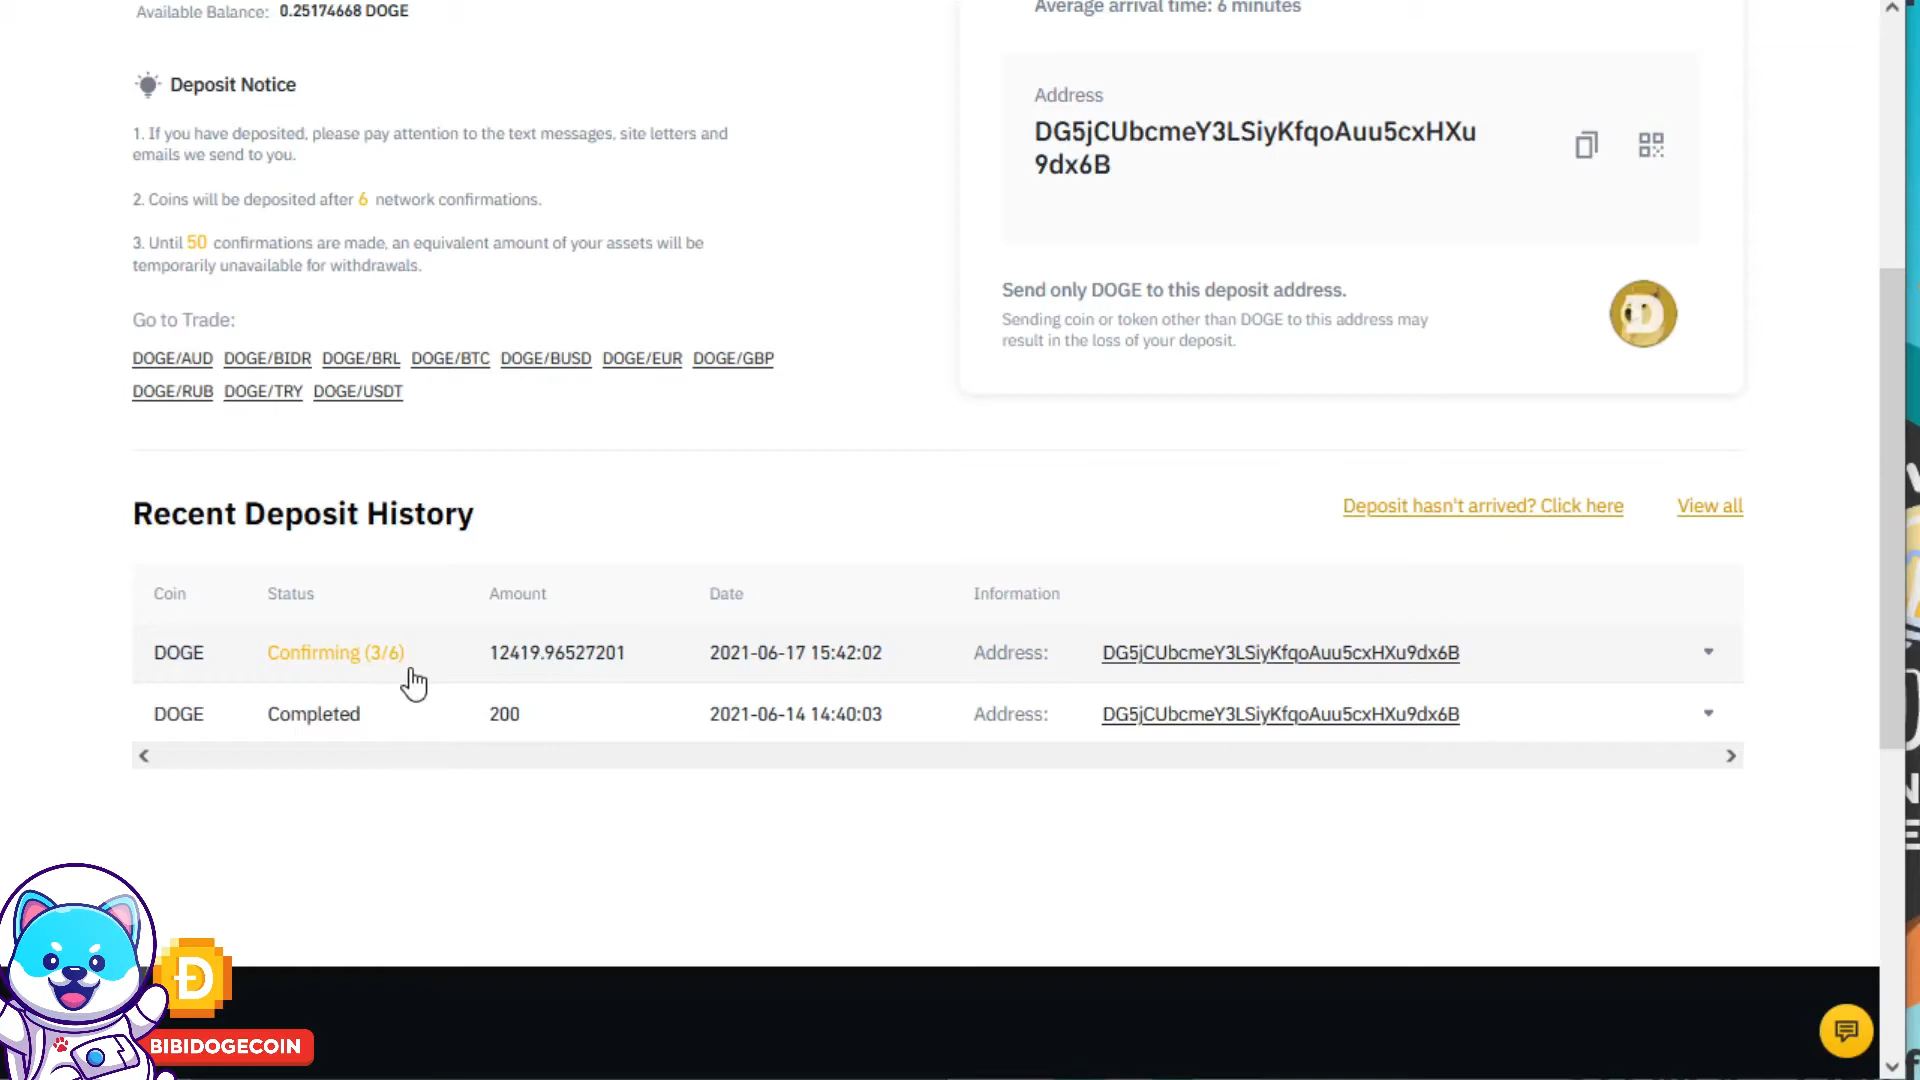 Available Balance: 0.25174668 DOGE
Deposit Notice
1. If you have deposited, please pay attention to the text messages, site letters and
emails we send to you.
2. Coins will be deposited after 6 network confirmations.
3. Until 50 confirmations are made, an equivalent amount of your assets will be
temporarily unavailable for withdrawals.
Go to Trade:
DOGE/AUD DOGE/BIDR DOGE/BRL DOGE/BTC DOGE/BUSD DOGE/EUR DOGE/GBP
DOGE/RUB DOGE/TRY DOGE/USDT
Average arrival time: 6 minutes
Address
DG5jCUbcmeY3LSiyKfqoAuu5cxHXu
9dx6B
Send only DOGE to this deposit address.
Sending coin or token other than DOGE to this address may
result in the loss of your deposit.
Recent Deposit History
Deposit hasn't arrived? Click here View all
Coin Status Amount Date Information
DOGE Confirming (3/6) 12419.96527201 2021-06-17 15:42:02 Address: DG5jCUbcmeY3LSiyKfqoAuu5cxHXu9dx6B
DOGE Completed 200 2021-06-14 14:40:03 Address: DG5jCUbcmeY3LSiyKfqoAuu5cxHXu9dx6B
BIBIDOGECOIN